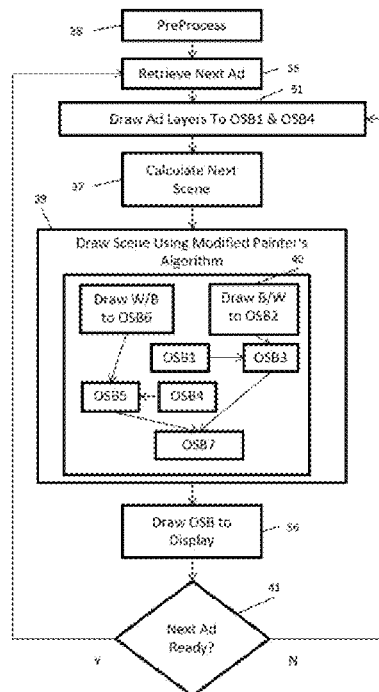 PreProcess
38
Retrieve Next Ad
35
31
Draw Ad Layers To OSB1 & OSB4
Calculate Next
Scene
37
39
Draw Scene Using Modified Painter's
Algorithm
40
Draw W/B
to OSB6
Draw B/W
to OSB2
OSB1
OSB3
OSB5
OSB4
OSB7
Draw OSB to
Display
36
41
Next Ad
Ready?
Y
N